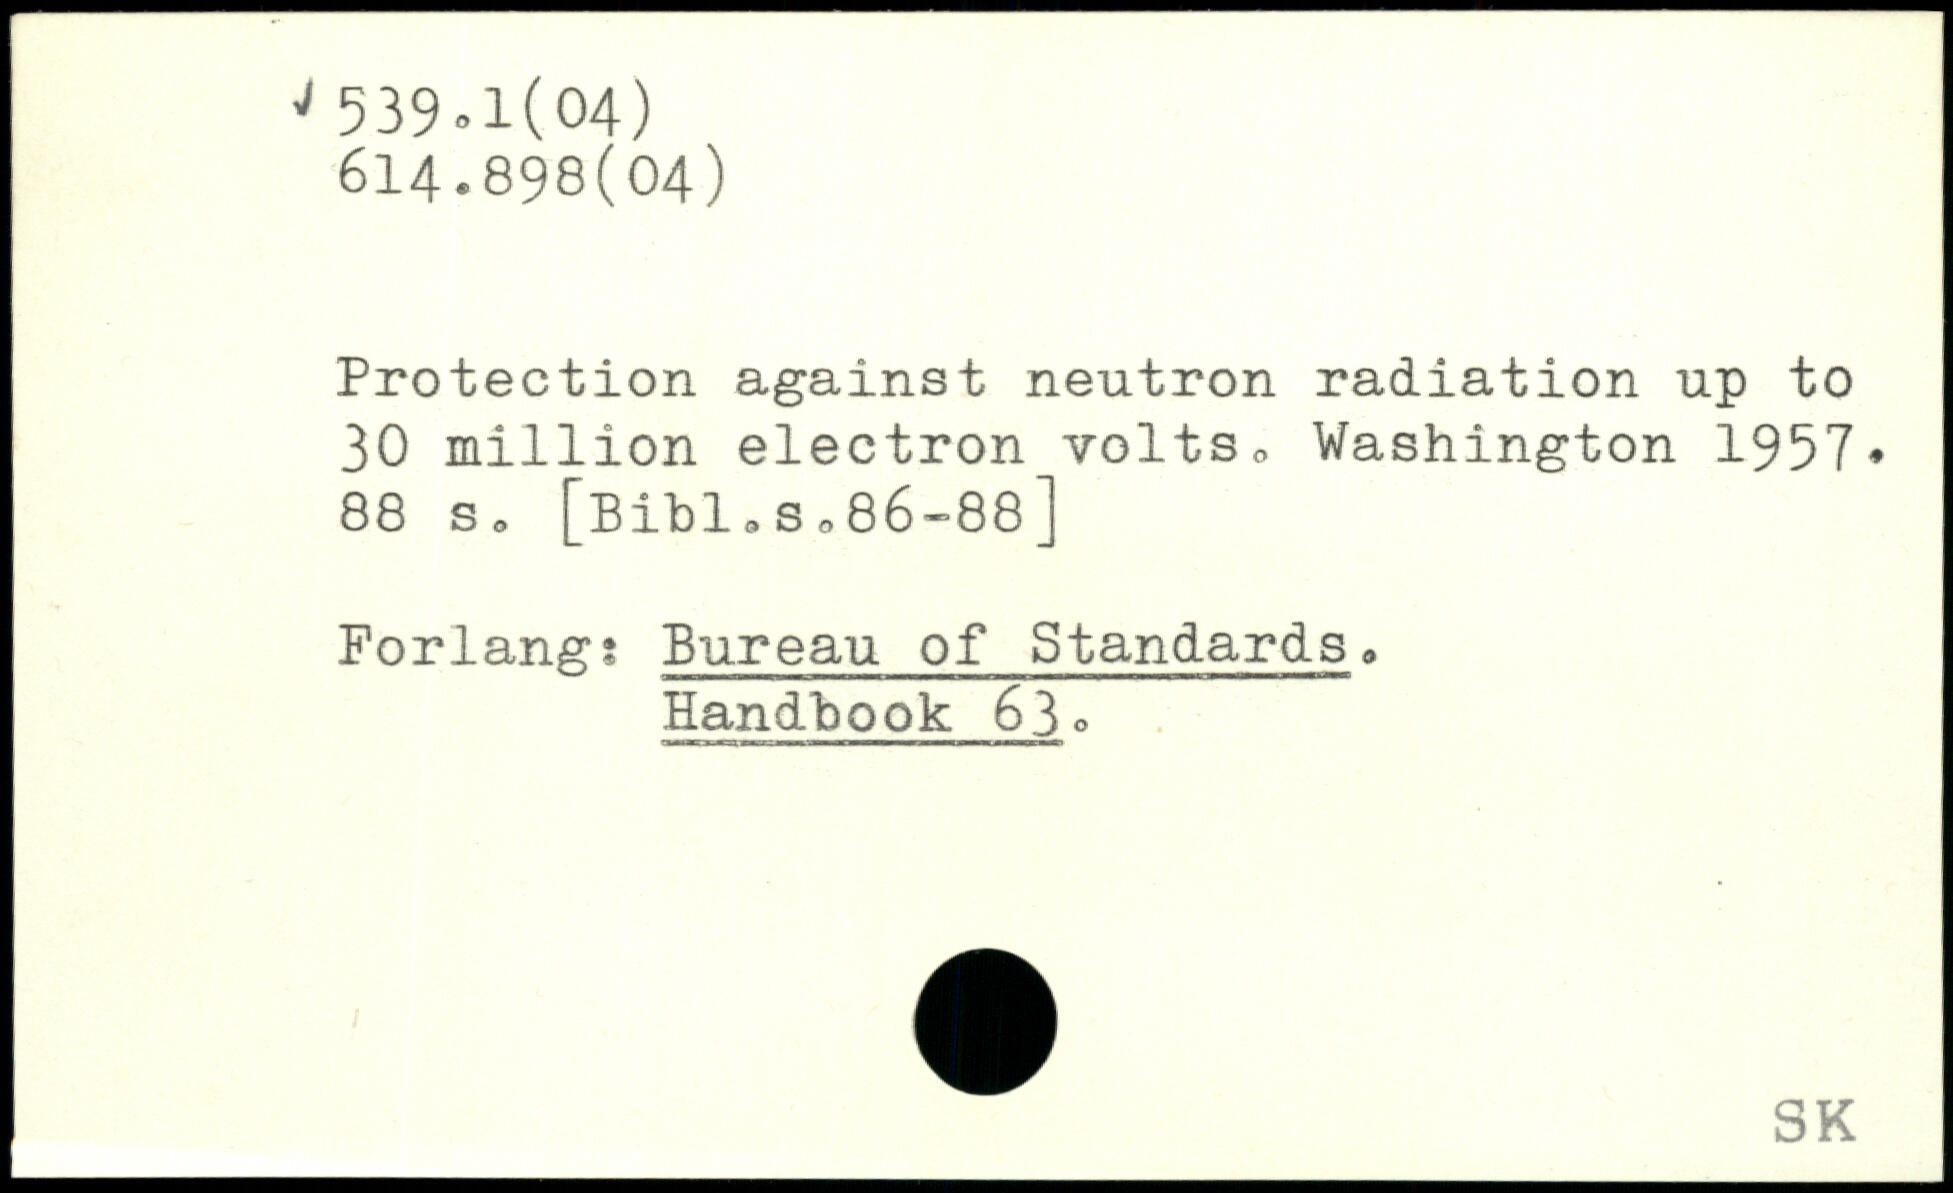 ✓ 539.1(04)
614.898(04)
Protection against neutron radiation up to
30 million electron volts. Washington 1957.
88 s. [Bibl.s.86-88]
Forlang: Bureau of Standards.
Handbook 63.
SK